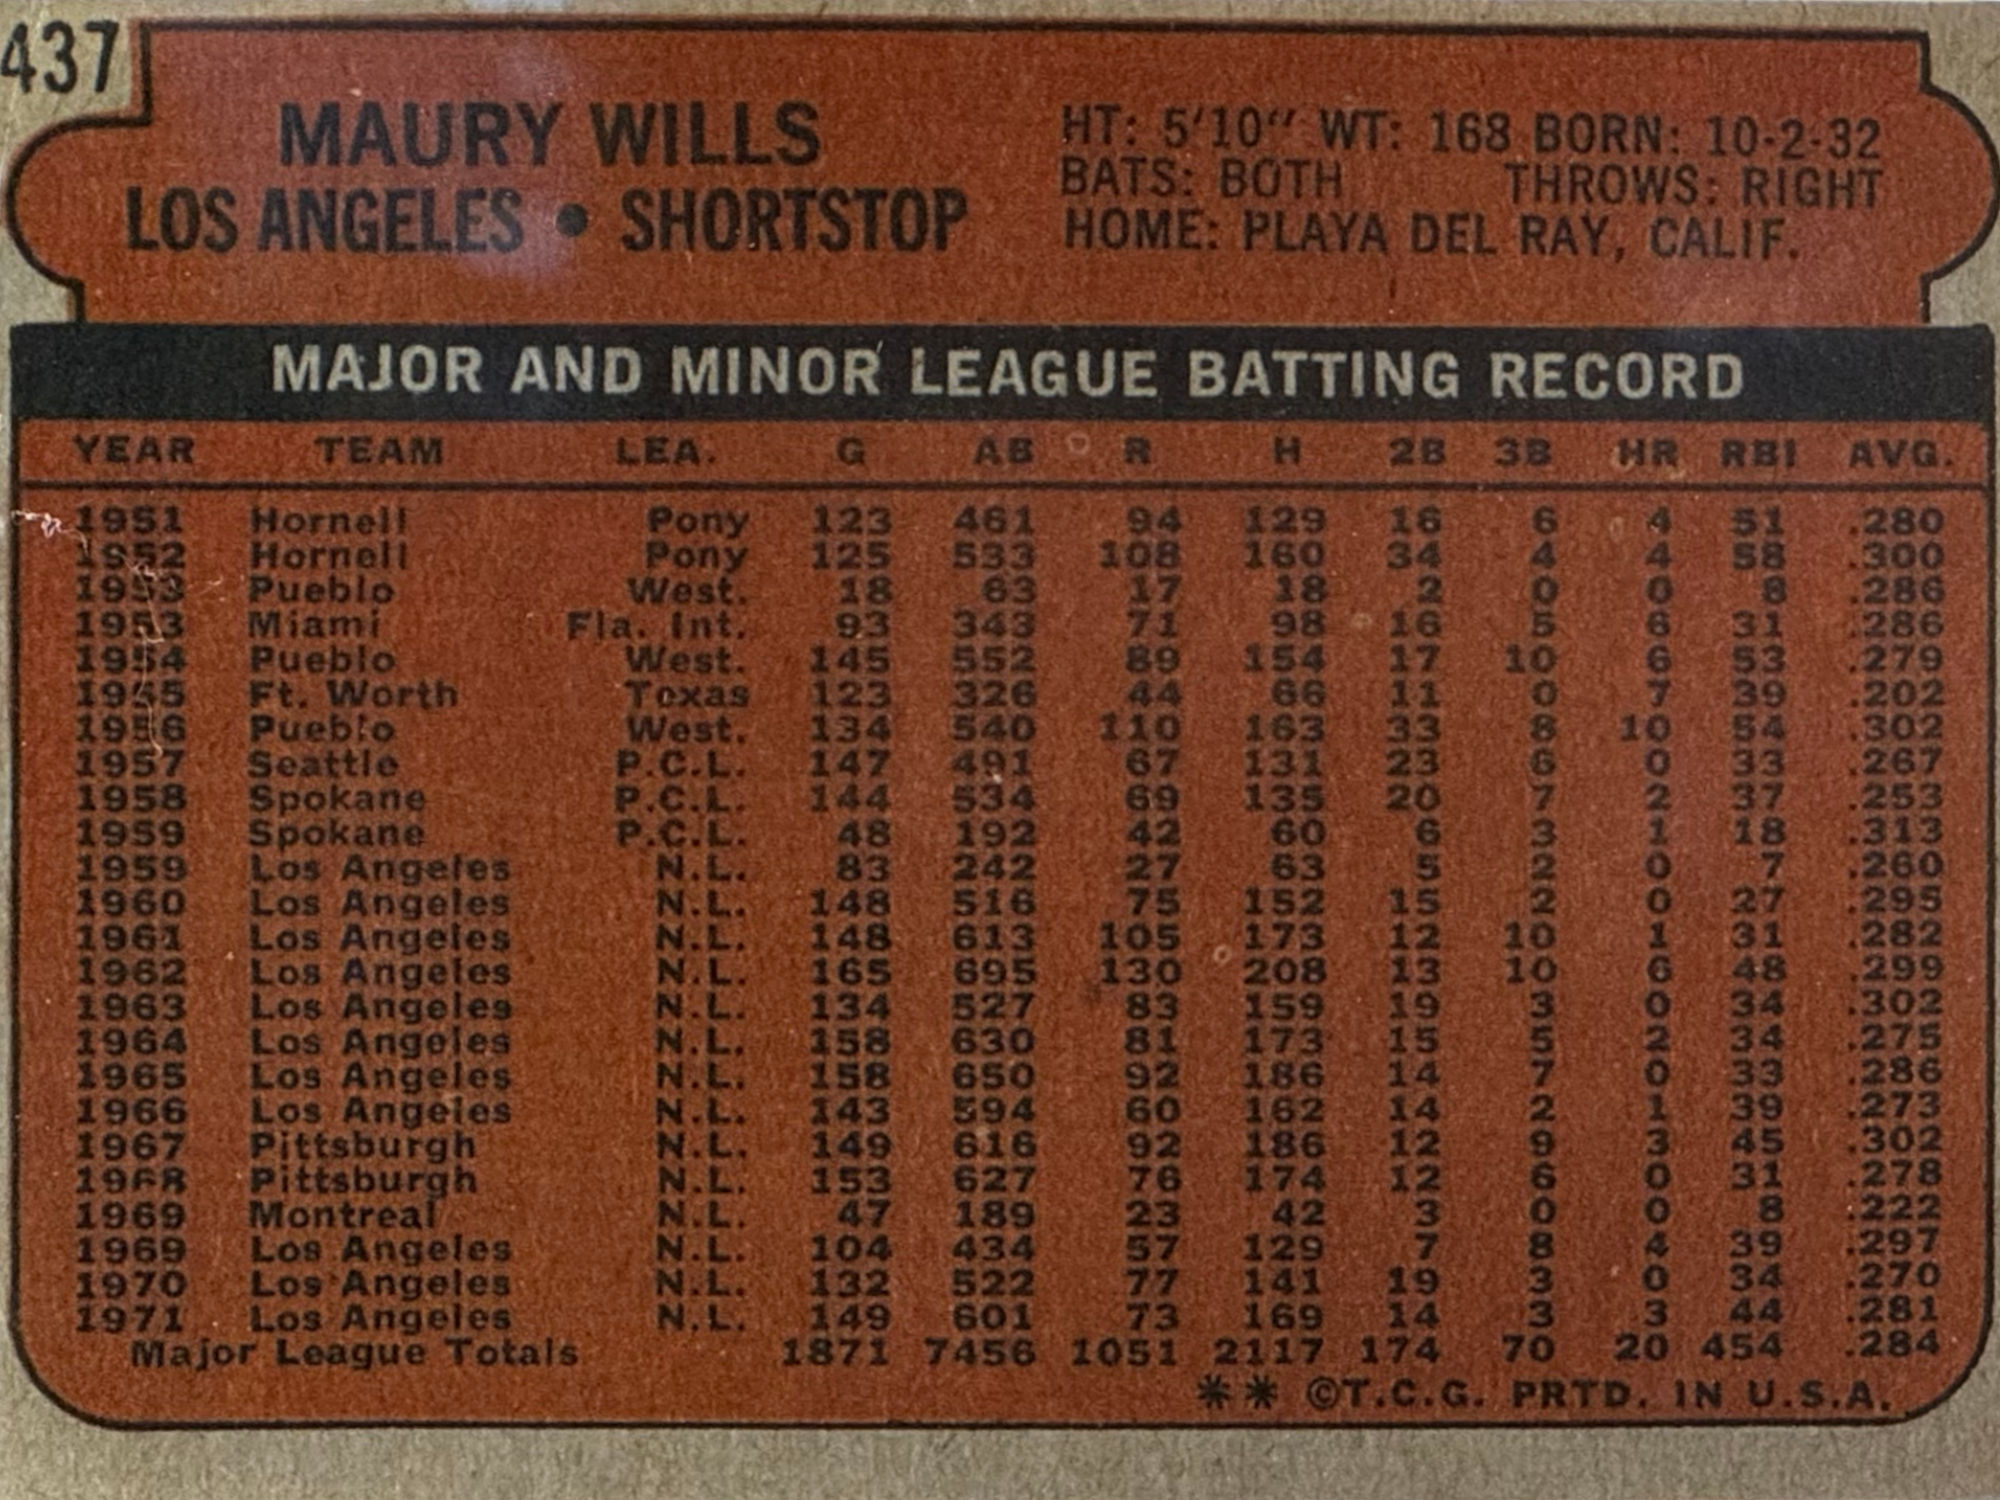 437
MAURY WILLS
LOS ANGELES • SHORTSTOP
HT: 5'10" WT: 168 BORN: 10-2-32
BATS: BOTH THROWS: RIGHT
HOME: PLAYA DEL RAY, CALIF.
MAJOR AND MINOR LEAGUE BATTING RECORD
YEAR TEAM LEA. G AB R H 2B 3B HR RBI AVG.
1951 Hornell Pony 123 461 94 129 16 6 4 51 .280
1952 Hornell Pony 125 533 108 160 34 4 4 58 .300
1953 Pueblo West. 18 63 17 18 2 0 0 8 .286
1953 Miami Fla. Int. 93 343 71 98 16 5 6 31 .286
1954 Pueblo West. 145 552 89 154 17 10 6 53 .279
1955 Ft. Worth Texas 123 326 44 66 11 0 7 39 .202
1956 Pueblo West. 134 540 110 163 33 8 10 54 .302
1957 Seattle P.C.L. 147 491 67 131 23 6 0 33 .267
1958 Spokane P.C.L. 144 534 69 135 20 7 2 37 .253
1959 Spokane P.C.L. 48 192 42 60 6 3 1 18 .313
1959 Los Angeles N.L. 83 242 27 63 5 2 0 7 .260
1960 Los Angeles N.L. 148 516 75 152 15 2 0 27 .295
1961 Los Angeles N.L. 148 613 105 173 12 10 1 31 .282
1962 Los Angeles N.L. 165 695 130 208 13 10 6 48 .299
1963 Los Angeles N.L. 134 527 83 159 19 3 0 34 .302
1964 Los Angeles N.L. 158 630 81 173 15 5 2 34 .275
1965 Los Angeles N.L. 158 650 92 186 14 7 0 33 .286
1966 Los Angeles N.L. 143 594 60 162 14 2 1 39 .273
1967 Pittsburgh N.L. 149 616 92 186 12 9 3 45 .302
1968 Pittsburgh N.L. 153 627 76 174 12 6 0 31 .278
1969 Montreal N.L. 47 189 23 42 3 0 0 8 .222
1969 Los Angeles N.L. 104 434 57 129 7 8 4 39 .297
1970 Los Angeles N.L. 132 522 77 141 19 3 0 34 .270
1971 Los Angeles N.L. 149 601 73 169 14 3 3 44 .281
Major League Totals 1871 7456 1051 2117 174 70 20 454 .284
** ©T.C.G. PRTD. IN U.S.A.